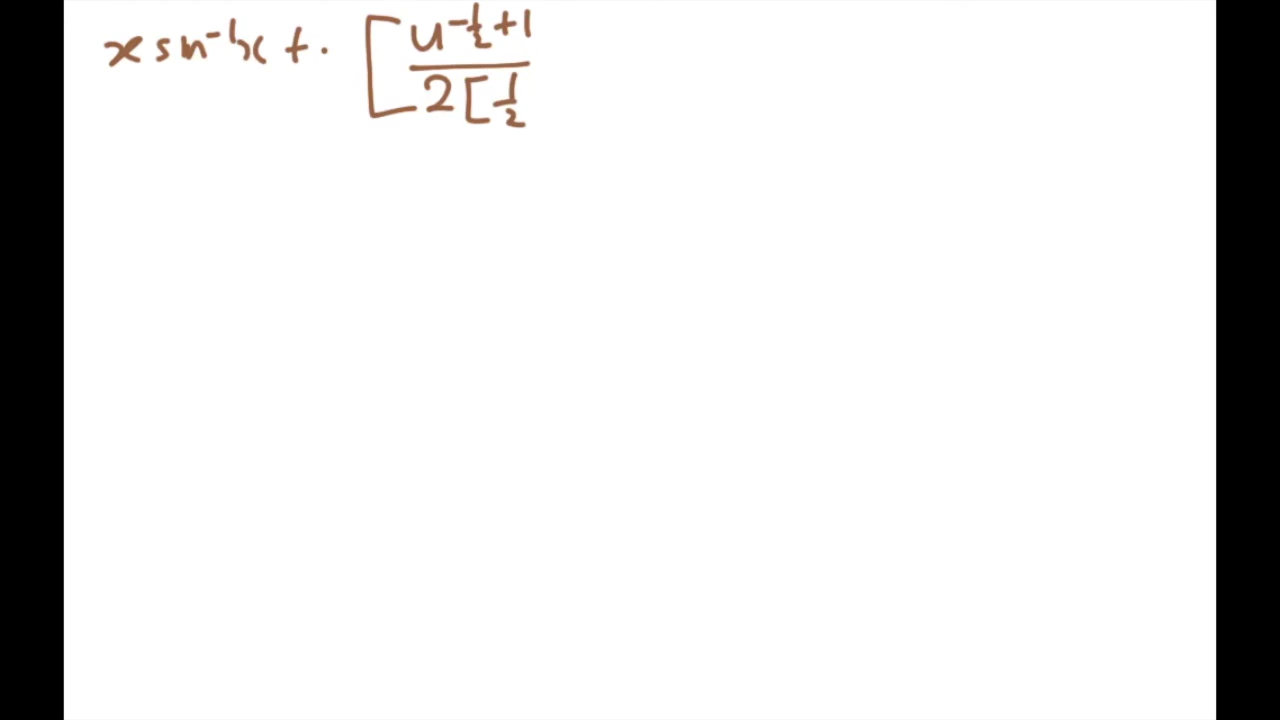 x sin⁻¹x + · [ u^{-1/2+1} / 2[1/2